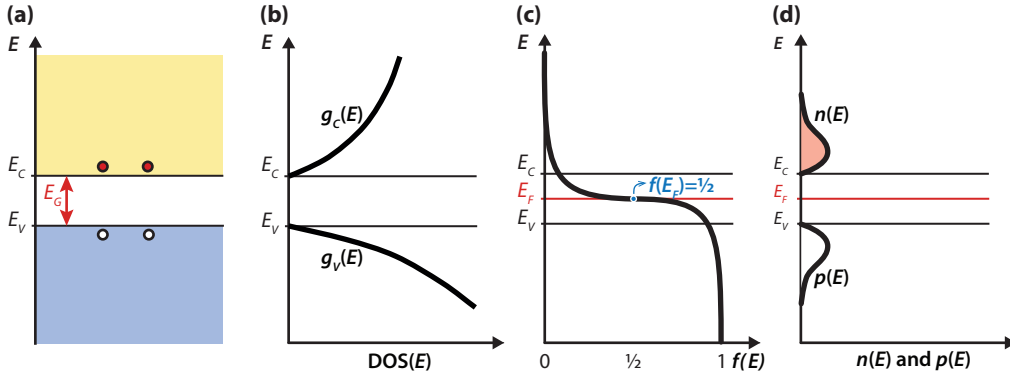 (a)
E
E_C
E_G
E_V
(b)
E
g_C(E)
E_C
E_V
g_V(E)
DOS(E)
(c)
E
E_C
f(E_F)=½
E_F
E_V
0
½
1
f(E)
(d)
E
n(E)
E_C
E_F
E_V
p(E)
n(E) and p(E)